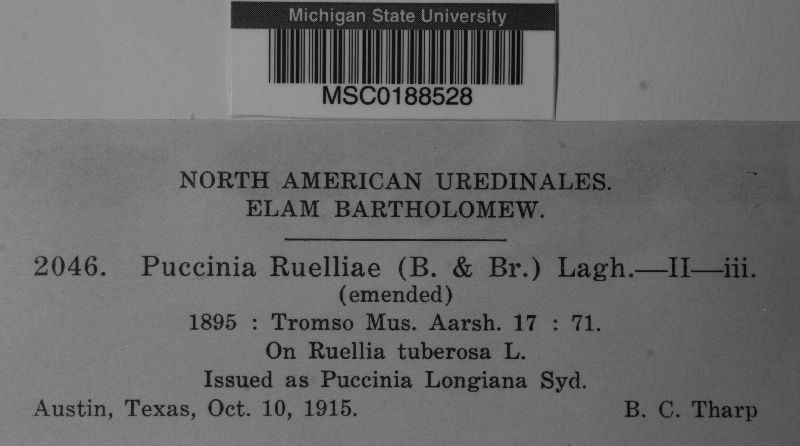 Michigan State University
MSC0188528
NORTH AMERICAN UREDINALES.
ELAM BARTHOLOMEW.
2046. Puccinia Ruelliae (B. & Br.) Lagh.—II—iii.
(emended)
1895 : Tromso Mus. Aarsh. 17 : 71.
On Ruellia tuberosa L.
Issued as Puccinia Longiana Syd.
Austin, Texas, Oct. 10, 1915. B. C. Tharp